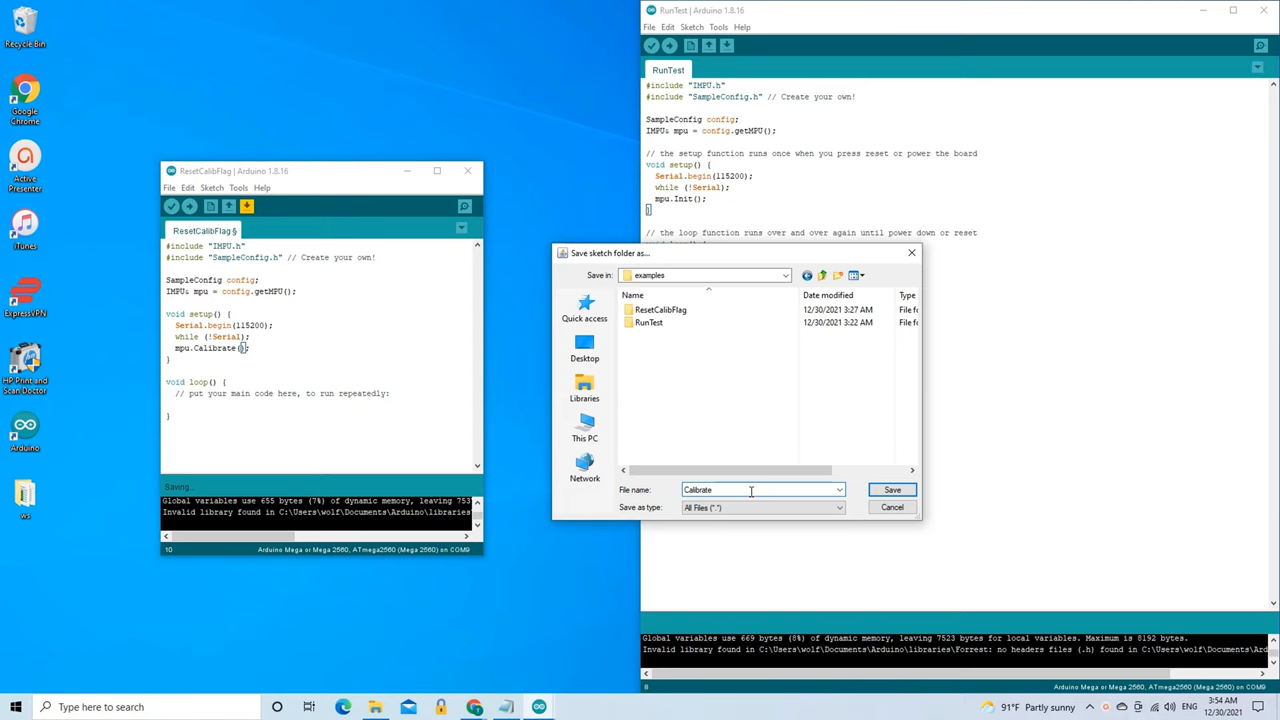 Recycle Bin
Google
Chrome
Active
Presenter
iTunes
ExpressVPN
HP Print and
Scan Doctor
Arduino
ws
ResetCalibFlag | Arduino 1.8.16
File Edit Sketch Tools Help
ResetCalibFlag §
#include "IMPU.h"
#include "SampleConfig.h" // Create your own!
SampleConfig config;
IMPU& mpu = config.getMPU();
void setup() {
Serial.begin(115200);
while (!Serial);
mpu.Calibrate();
}
void loop() {
// put your main code here, to run repeatedly:
}
Saving...
Global variables use 655 bytes (7%) of dynamic memory, leaving 753
Invalid library found in C:\Users\wolf\Documents\Arduino\libraries
10
Arduino Mega or Mega 2560, ATmega2560 (Mega 2560) on COM9
RunTest | Arduino 1.8.16
File Edit Sketch Tools Help
RunTest
#include "IMPU.h"
#include "SampleConfig.h" // Create your own!
SampleConfig config;
IMPU& mpu = config.getMPU();
// the setup function runs once when you press reset or power the board
void setup() {
Serial.begin(115200);
while (!Serial);
mpu.Init();
}
// the loop function runs over and over again until power down or reset
Save sketch folder as...
Save in: examples
Name Date modified Type
ResetCalibFlag 12/30/2021 3:27 AM File fo
RunTest 12/30/2021 3:22 AM File fo
Quick access
Desktop
Libraries
This PC
Network
File name: Calibrate Save
Save as type: All Files (*.*) Cancel
Global variables use 669 bytes (8%) of dynamic memory, leaving 7523 bytes for local variables. Maximum is 8192 bytes.
Invalid library found in C:\Users\wolf\Documents\Arduino\libraries\Forrest: no headers files (.h) found in C:\Users\wolf\Documents\Ard
8
Arduino Mega or Mega 2560, ATmega2560 (Mega 2560) on COM9
Type here to search
91°F Partly sunny
ENG
3:54 AM
12/30/2021